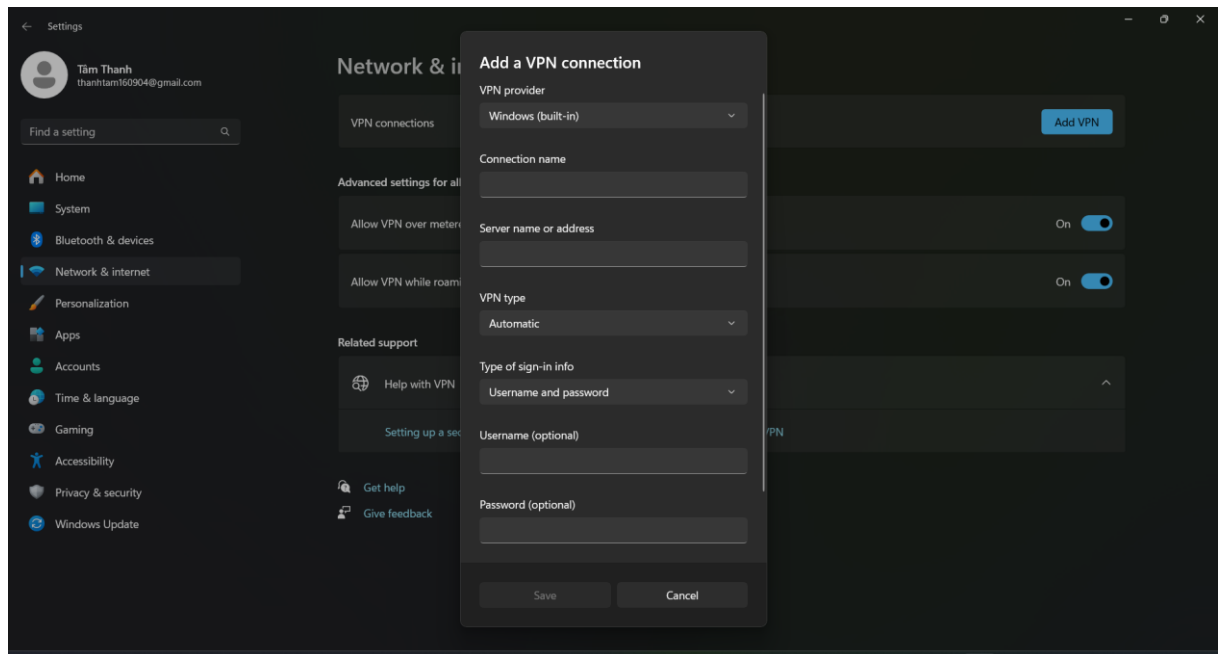 Settings
Tâm Thanh
thanhtam160904@gmail.com
Find a setting
Home
System
Bluetooth & devices
Network & internet
Personalization
Apps
Accounts
Time & language
Gaming
Accessibility
Privacy & security
Windows Update
Network & i
VPN connections
Add VPN
Advanced settings for all
Allow VPN over metere
On
Allow VPN while roami
On
Related support
Help with VPN
Setting up a sec
VPN
Get help
Give feedback
Add a VPN connection
VPN provider
Windows (built-in)
Connection name
Server name or address
VPN type
Automatic
Type of sign-in info
Username and password
Username (optional)
Password (optional)
Save
Cancel